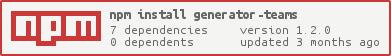 npm
npm install generator-teams
7 dependencies version 1.2.0
0 dependents updated 3 months ago